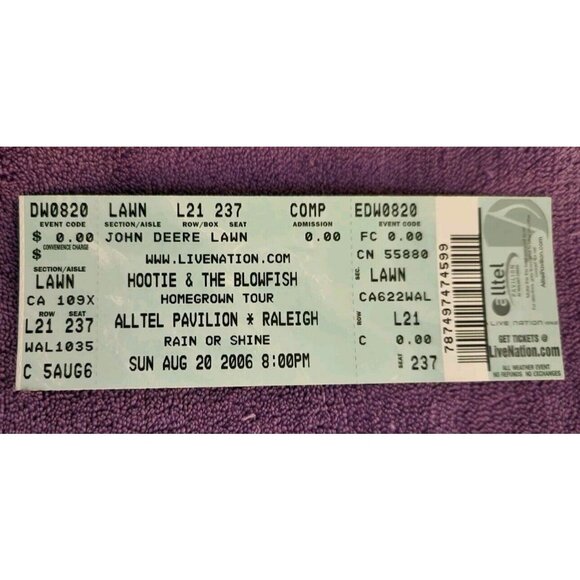 DW0820 LAWN L21 237 COMP EDW0820
EVENT CODE SECTION/AISLE ROW/BOX SEAT ADMISSION EVENT CODE
$ 0.00 JOHN DEERE LAWN 0.00 FC 0.00
CONVENIENCE CHARGE
$ WWW.LIVENATION.COM CN 55880
SECTION/AISLE SEC.
LAWN HOOTIE & THE BLOWFISH LAWN
CA 109X HOMEGROWN TOUR CA622WAL
ROW SEAT ROW
L21 237 ALLTEL PAVILION * RALEIGH L21
WAL1035 RAIN OR SHINE C 0.00
C 5AUG6 SUN AUG 20 2006 8:00PM SEAT 237
787497474599
alltel
PAVILION
AlltelPavilion.com
LIVE NATION
GET TICKETS @
LiveNation.com
ALL WEATHER EVENT
NO REFUNDS NO EXCHANGES